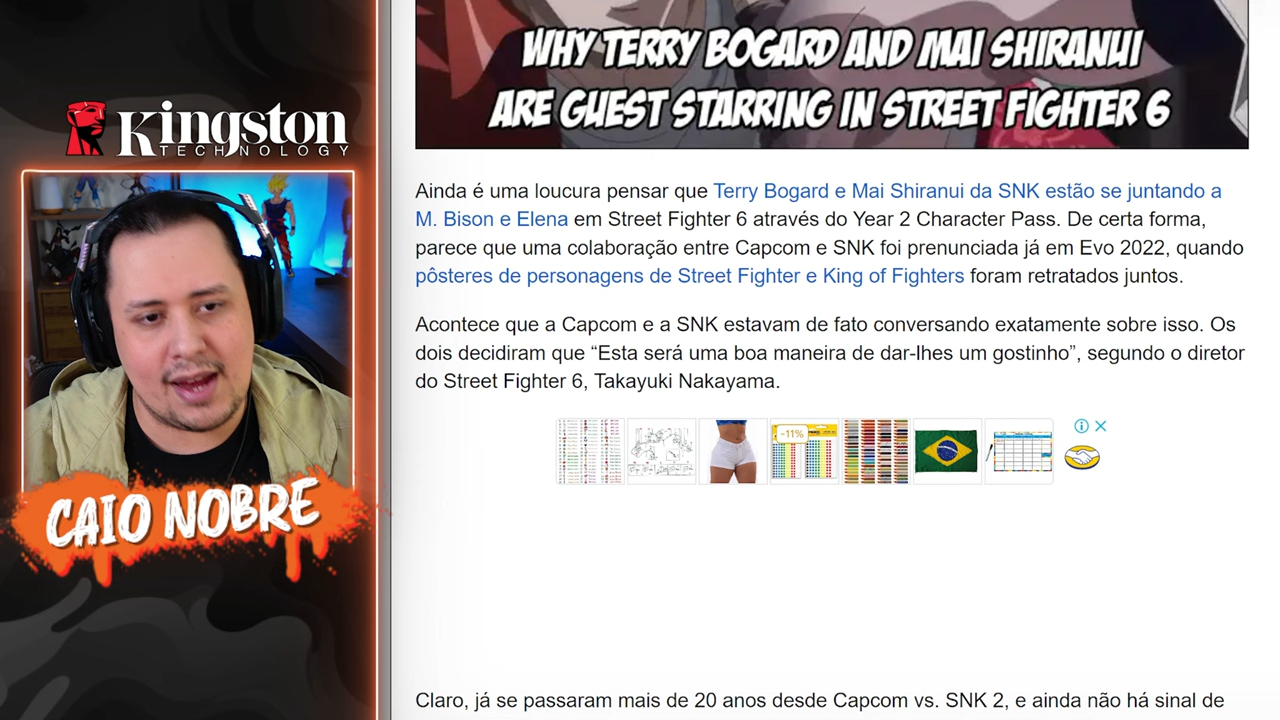 WHY TERRY BOGARD AND MAI SHIRANUI
ARE GUEST STARRING IN STREET FIGHTER 6
Kingston
TECHNOLOGY
CAIO NOBRE
Ainda é uma loucura pensar que Terry Bogard e Mai Shiranui da SNK estão se juntando a
M. Bison e Elena em Street Fighter 6 através do Year 2 Character Pass. De certa forma,
parece que uma colaboração entre Capcom e SNK foi prenunciada já em Evo 2022, quando
pôsteres de personagens de Street Fighter e King of Fighters foram retratados juntos.
Acontece que a Capcom e a SNK estavam de fato conversando exatamente sobre isso. Os
dois decidiram que “Esta será uma boa maneira de dar-lhes um gostinho”, segundo o diretor
do Street Fighter 6, Takayuki Nakayama.
-11%
Claro, já se passaram mais de 20 anos desde Capcom vs. SNK 2, e ainda não há sinal de